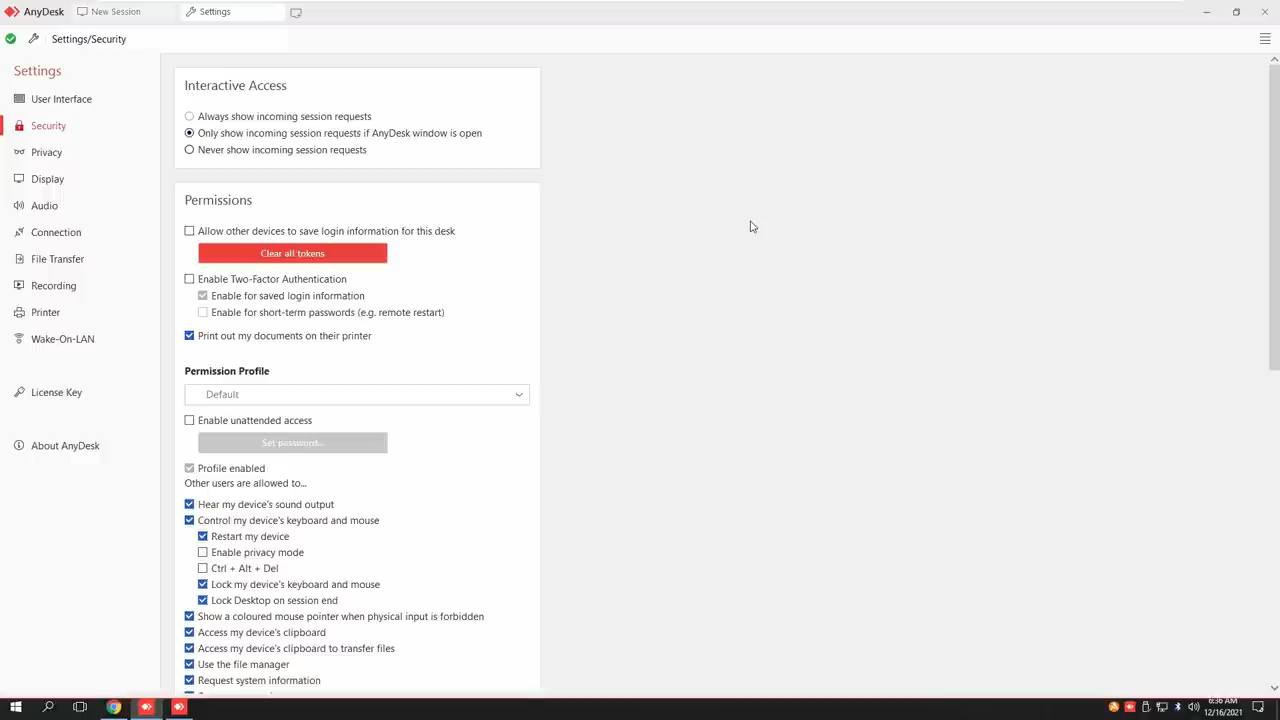 AnyDesk
New Session
Settings
Settings/Security
Settings
User Interface
Security
Privacy
Display
Audio
Connection
File Transfer
Recording
Printer
Wake-On-LAN
License Key
About AnyDesk
Interactive Access
Always show incoming session requests
Only show incoming session requests if AnyDesk window is open
Never show incoming session requests
Permissions
Allow other devices to save login information for this desk
Clear all tokens
Enable Two-Factor Authentication
Enable for saved login information
Enable for short-term passwords (e.g. remote restart)
Print out my documents on their printer
Permission Profile
Default
Enable unattended access
Set password...
Profile enabled
Other users are allowed to...
Hear my device's sound output
Control my device's keyboard and mouse
Restart my device
Enable privacy mode
Ctrl + Alt + Del
Lock my device's keyboard and mouse
Lock Desktop on session end
Show a coloured mouse pointer when physical input is forbidden
Access my device's clipboard
Access my device's clipboard to transfer files
Use the file manager
Request system information
6:36 AM
12/16/2021